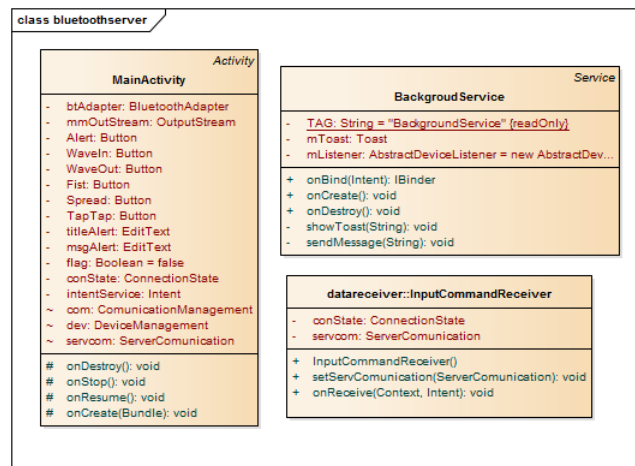 class bluetoothserver
Activity
MainActivity
- btAdapter: BluetoothAdapter
- mmOutStream: OutputStream
- Alert: Button
- WaveIn: Button
- WaveOut: Button
- Fist: Button
- Spread: Button
- TapTap: Button
- titleAlert: EditText
- msgAlert: EditText
- flag: Boolean = false
- conState: ConnectionState
- intentService: Intent
~ com: ComunicationManagement
~ dev: DeviceManagement
~ servcom: ServerComunication
# onDestroy(): void
# onStop(): void
# onResume(): void
# onCreate(Bundle): void
Service
BackgroudService
- TAG: String = "BackgroundService" {readOnly}
- mToast: Toast
- mListener: AbstractDeviceListener = new AbstractDev...
+ onBind(Intent): IBinder
+ onCreate(): void
+ onDestroy(): void
- showToast(String): void
- sendMessage(String): void
datareceiver::InputCommandReceiver
- conState: ConnectionState
- servcom: ServerComunication
+ InputCommandReceiver()
+ setServComunication(ServerComunication): void
+ onReceive(Context, Intent): void